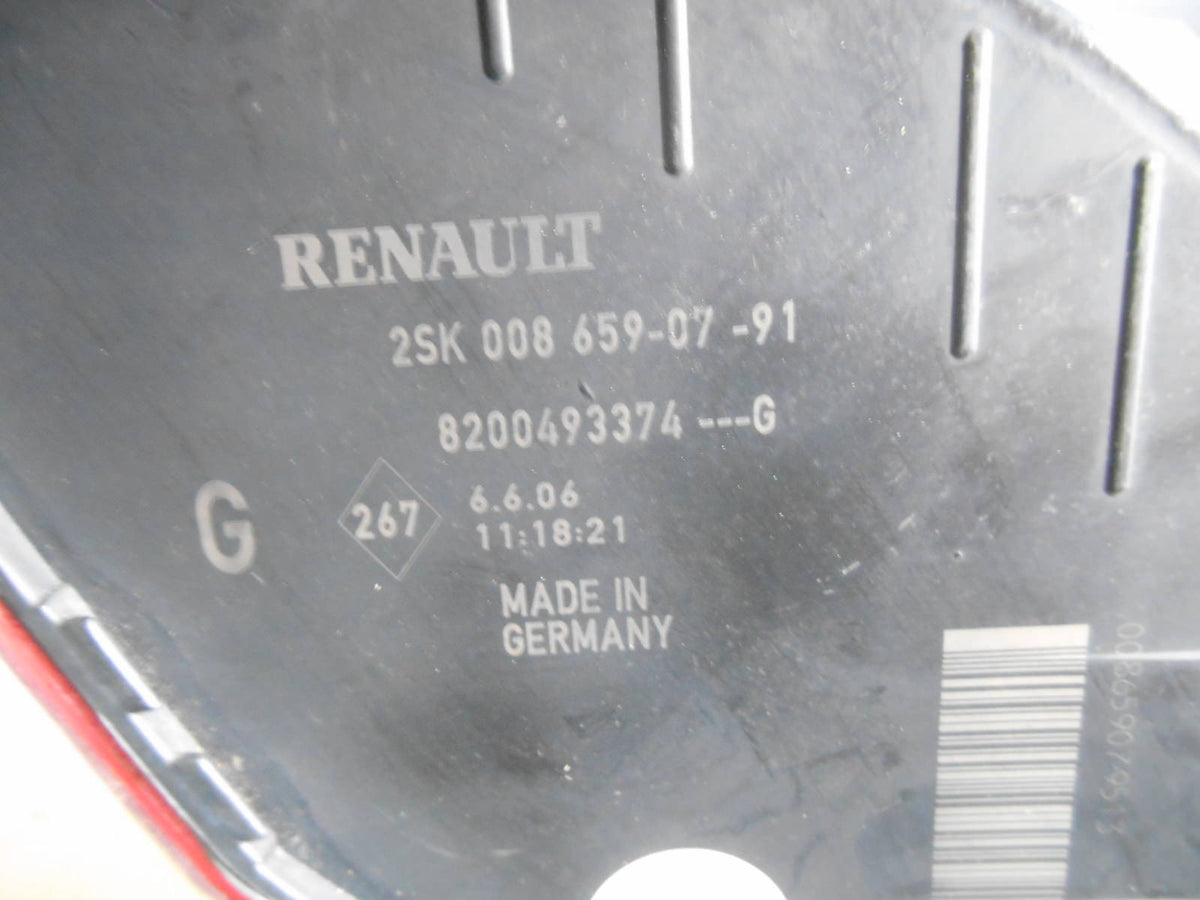 RENAULT
2SK 008 659-07 -91
8200493374 ---G
G
267
6.6.06
11:18:21
MADE IN
GERMANY